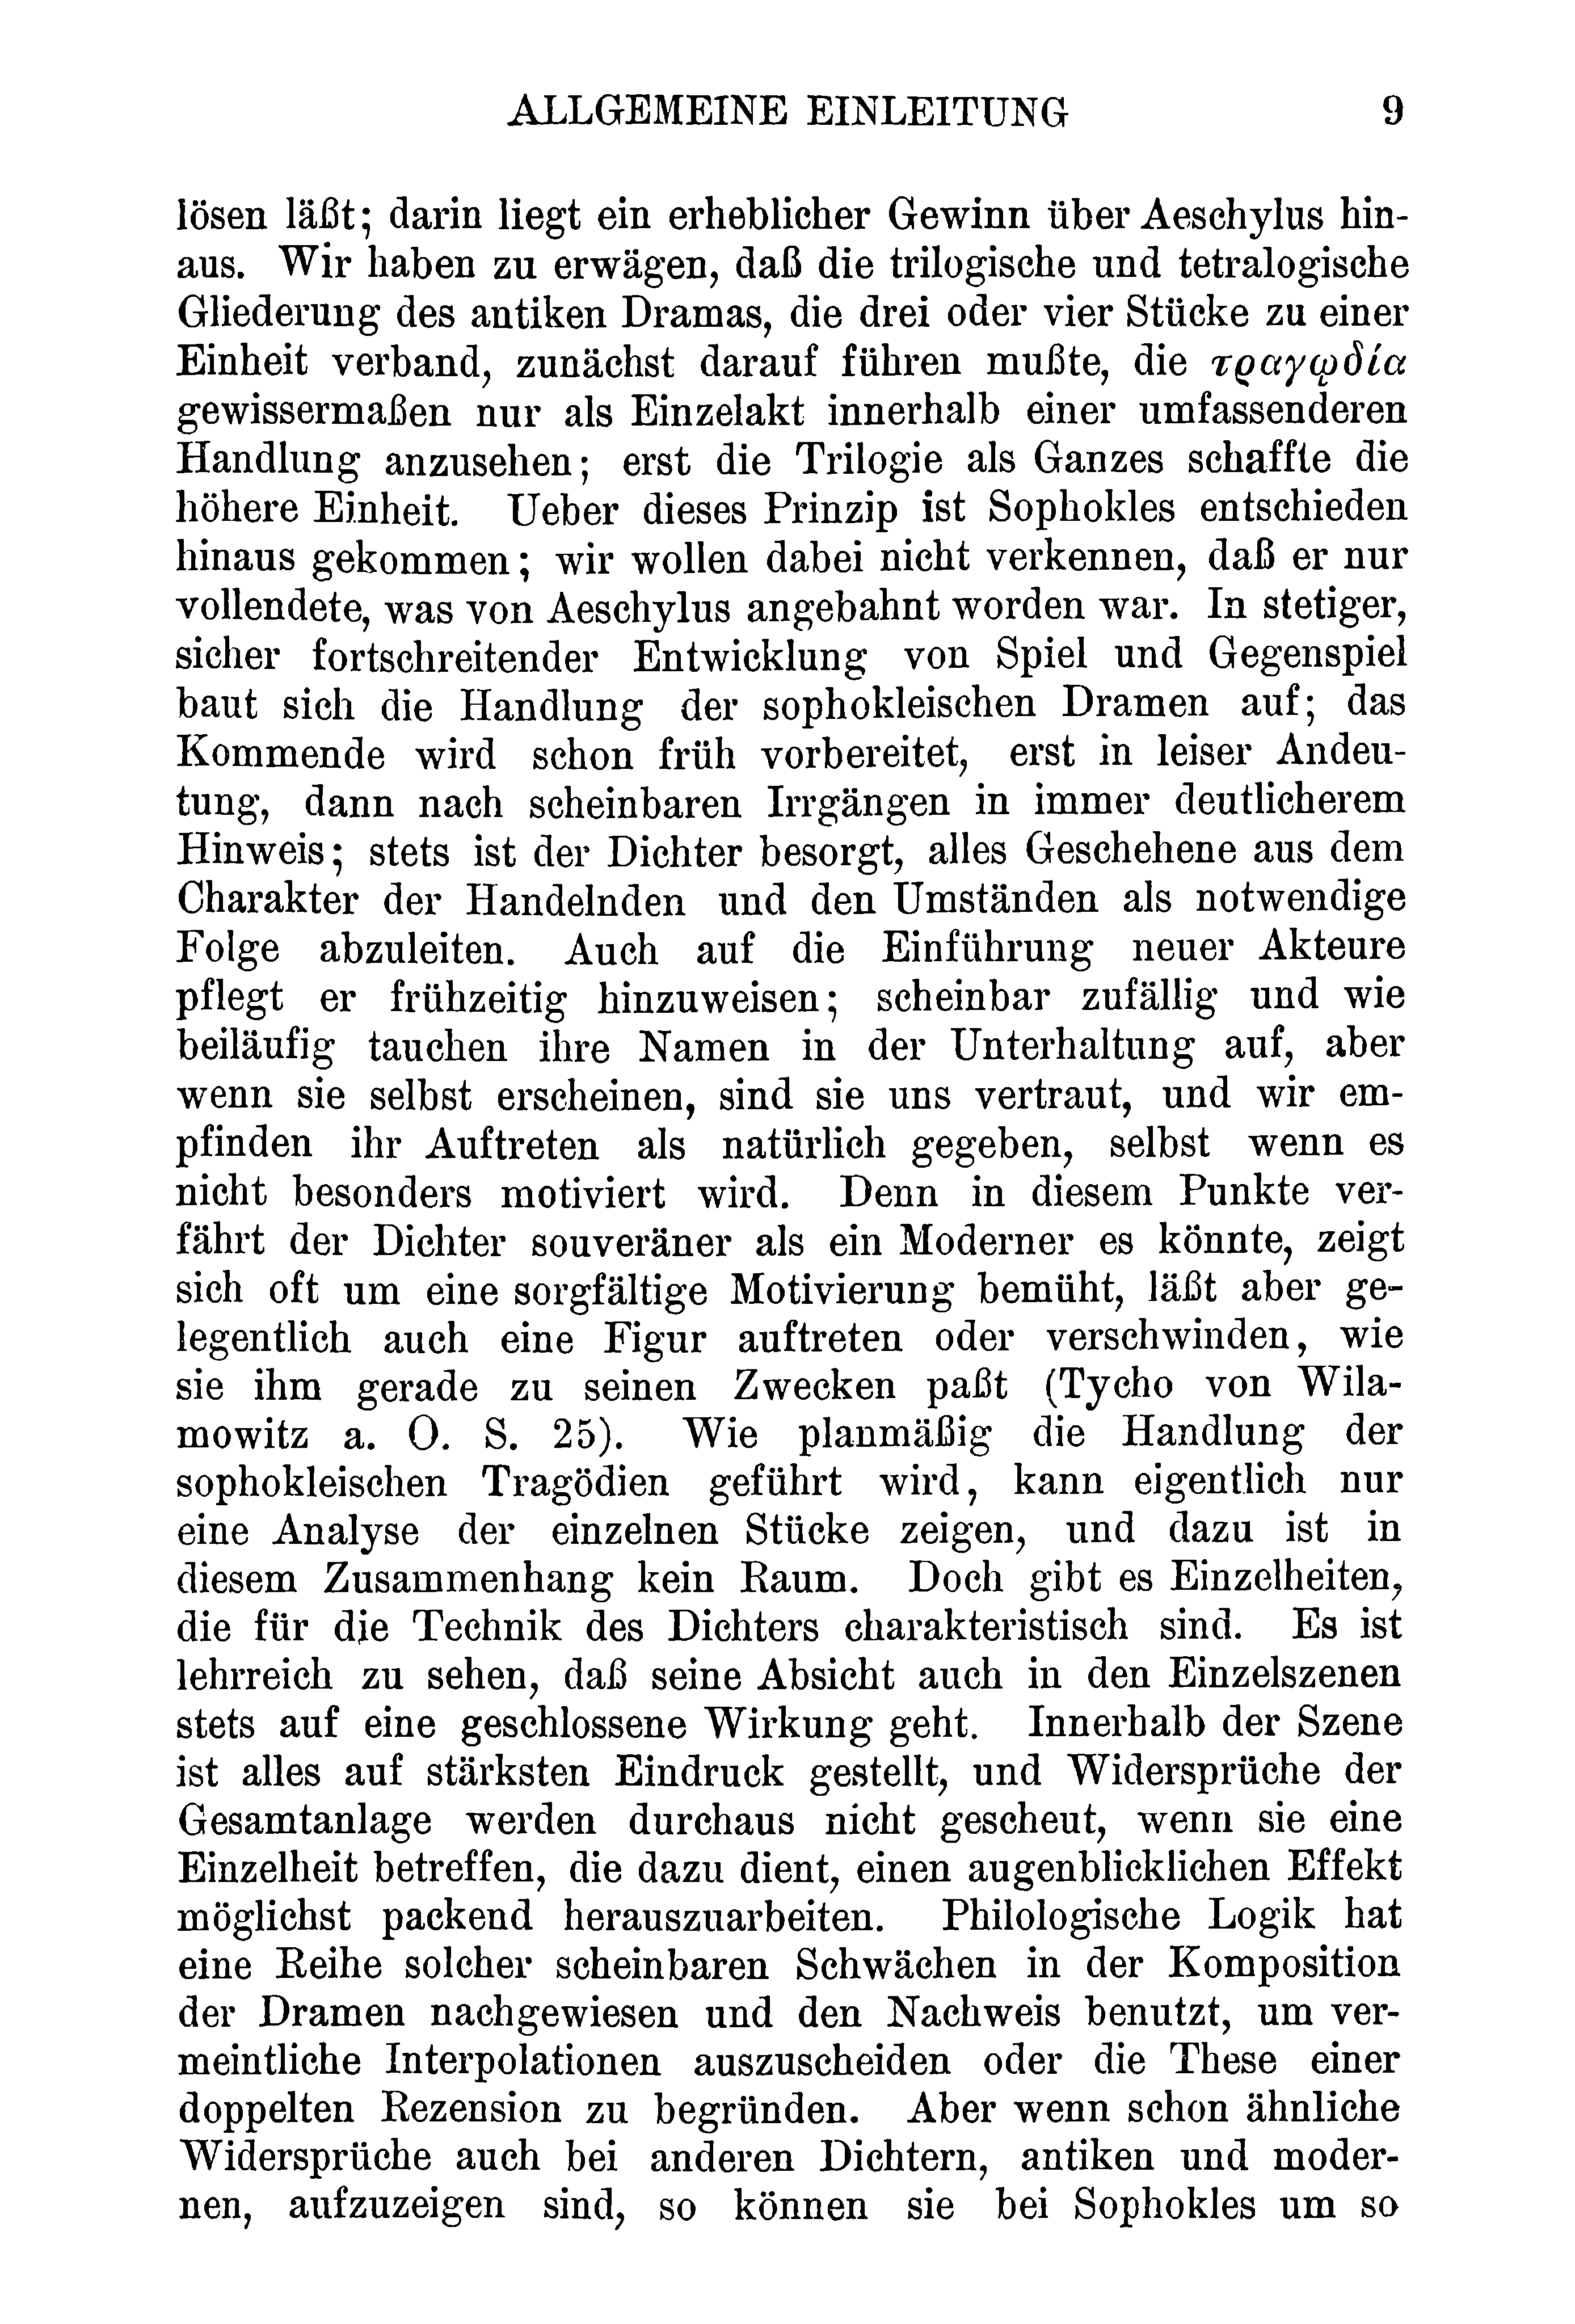 ALLGEMEINE EINLEITUNG 9
lösen läßt; darin liegt ein erheblicher Gewinn über Aeschylus hin-
aus. Wir haben zu erwägen, daß die trilogische und tetralogische
Gliederung des antiken Dramas, die drei oder vier Stücke zu einer
Einheit verband, zunächst darauf führen mußte, die τραγῳδία
gewissermaßen nur als Einzelakt innerhalb einer umfassenderen
Handlung anzusehen; erst die Trilogie als Ganzes schaffte die
höhere Einheit. Ueber dieses Prinzip ist Sophokles entschieden
hinaus gekommen; wir wollen dabei nicht verkennen, daß er nur
vollendete, was von Aeschylus angebahnt worden war. In stetiger,
sicher fortschreitender Entwicklung von Spiel und Gegenspiel
baut sich die Handlung der sophokleischen Dramen auf; das
Kommende wird schon früh vorbereitet, erst in leiser Andeu-
tung, dann nach scheinbaren Irrgängen in immer deutlicherem
Hinweis; stets ist der Dichter besorgt, alles Geschehene aus dem
Charakter der Handelnden und den Umständen als notwendige
Folge abzuleiten. Auch auf die Einführung neuer Akteure
pflegt er frühzeitig hinzuweisen; scheinbar zufällig und wie
beiläufig tauchen ihre Namen in der Unterhaltung auf, aber
wenn sie selbst erscheinen, sind sie uns vertraut, und wir em-
pfinden ihr Auftreten als natürlich gegeben, selbst wenn es
nicht besonders motiviert wird. Denn in diesem Punkte ver-
fährt der Dichter souveräner als ein Moderner es könnte, zeigt
sich oft um eine sorgfältige Motivierung bemüht, läßt aber ge-
legentlich auch eine Figur auftreten oder verschwinden, wie
sie ihm gerade zu seinen Zwecken paßt (Tycho von Wila-
mowitz a. O. S. 25). Wie planmäßig die Handlung der
sophokleischen Tragödien geführt wird, kann eigentlich nur
eine Analyse der einzelnen Stücke zeigen, und dazu ist in
diesem Zusammenhang kein Raum. Doch gibt es Einzelheiten,
die für die Technik des Dichters charakteristisch sind. Es ist
lehrreich zu sehen, daß seine Absicht auch in den Einzelszenen
stets auf eine geschlossene Wirkung geht. Innerhalb der Szene
ist alles auf stärksten Eindruck gestellt, und Widersprüche der
Gesamtanlage werden durchaus nicht gescheut, wenn sie eine
Einzelheit betreffen, die dazu dient, einen augenblicklichen Effekt
möglichst packend herauszuarbeiten. Philologische Logik hat
eine Reihe solcher scheinbaren Schwächen in der Komposition
der Dramen nachgewiesen und den Nachweis benutzt, um ver-
meintliche Interpolationen auszuscheiden oder die These einer
doppelten Rezension zu begründen. Aber wenn schon ähnliche
Widersprüche auch bei anderen Dichtern, antiken und moder-
nen, aufzuzeigen sind, so können sie bei Sophokles um so